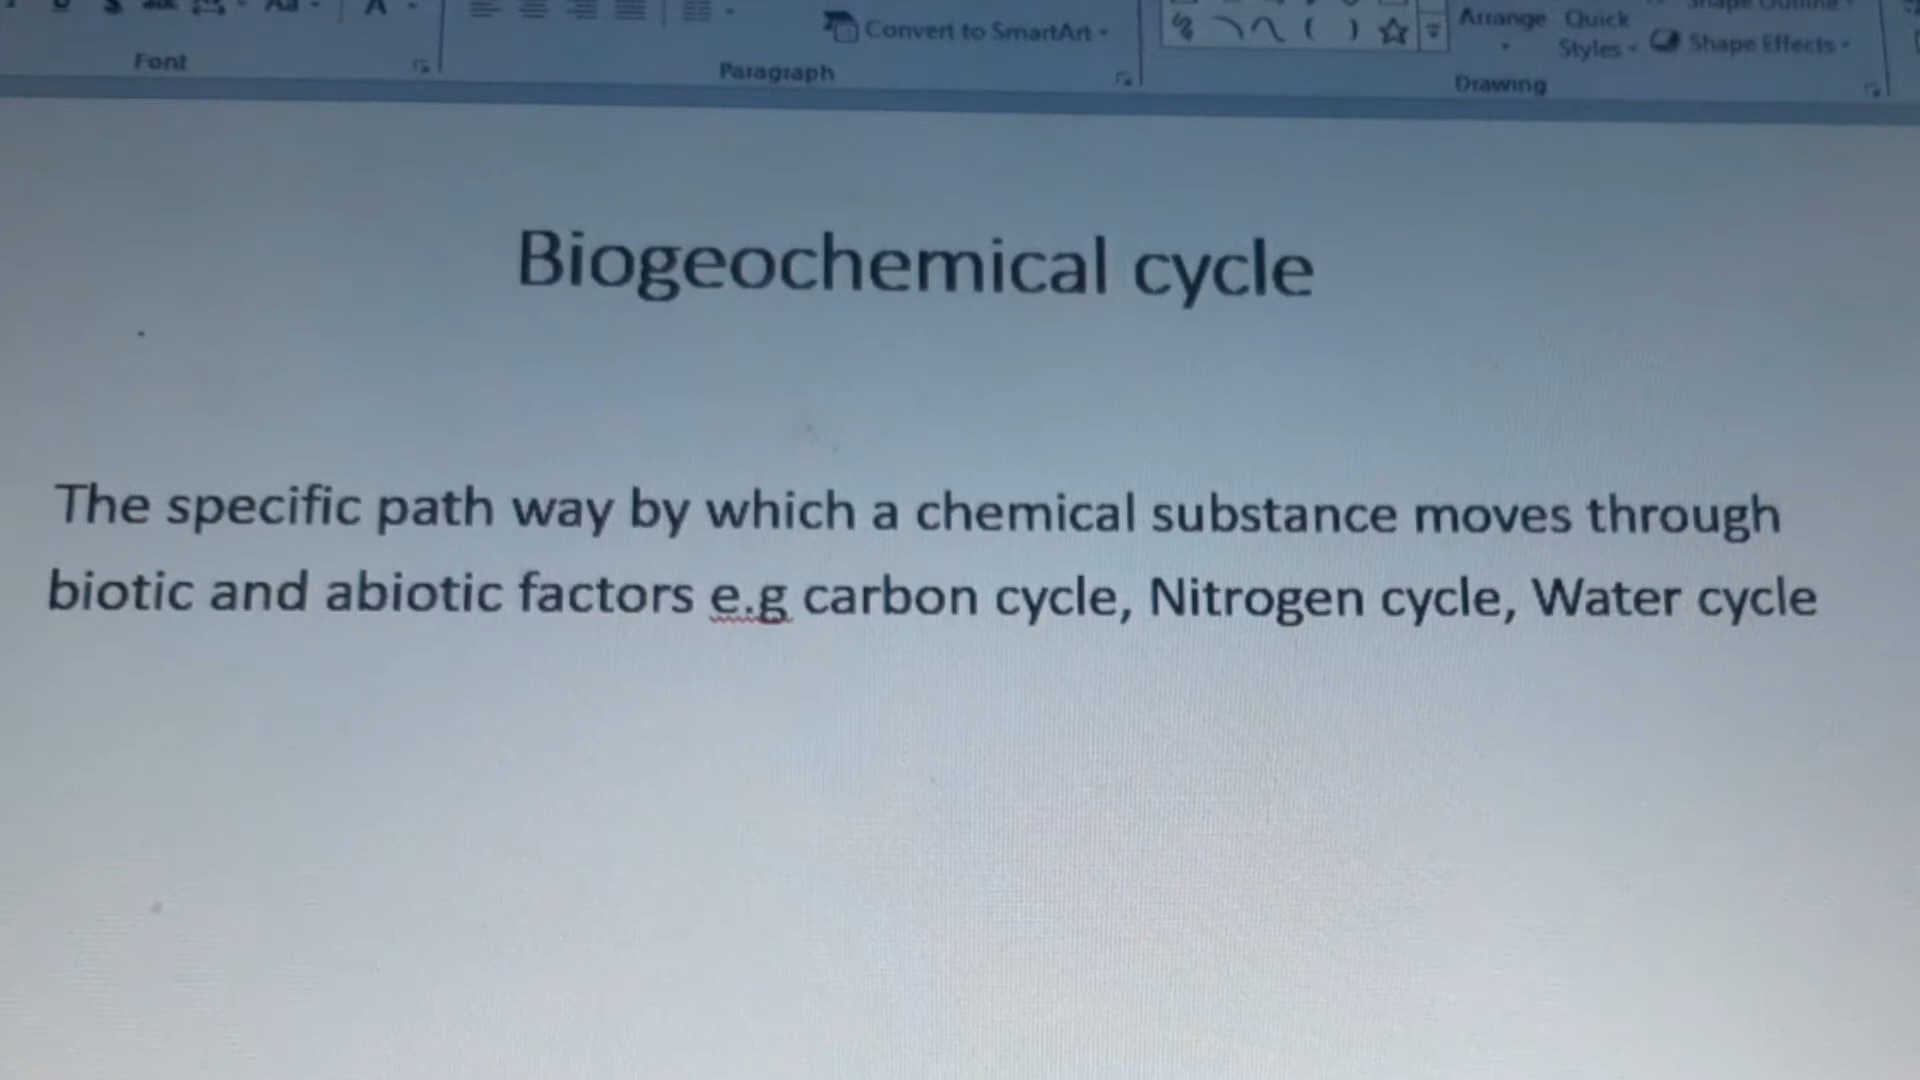 Font
Paragraph
Convert to SmartArt
Arrange
Quick
Styles
Shape Effects
Drawing
Biogeochemical cycle
The specific path way by which a chemical substance moves through
biotic and abiotic factors e.g carbon cycle, Nitrogen cycle, Water cycle